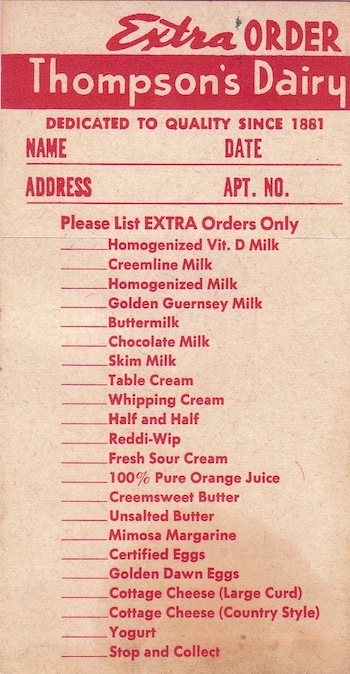 Extra ORDER
Thompson's Dairy
DEDICATED TO QUALITY SINCE 1881
NAME DATE
ADDRESS APT. NO.
Please List EXTRA Orders Only
Homogenized Vit. D Milk
Creemline Milk
Homogenized Milk
Golden Guernsey Milk
Buttermilk
Chocolate Milk
Skim Milk
Table Cream
Whipping Cream
Half and Half
Reddi-Wip
Fresh Sour Cream
100% Pure Orange Juice
Creemsweet Butter
Unsalted Butter
Mimosa Margarine
Certified Eggs
Golden Dawn Eggs
Cottage Cheese (Large Curd)
Cottage Cheese (Country Style)
Yogurt
Stop and Collect